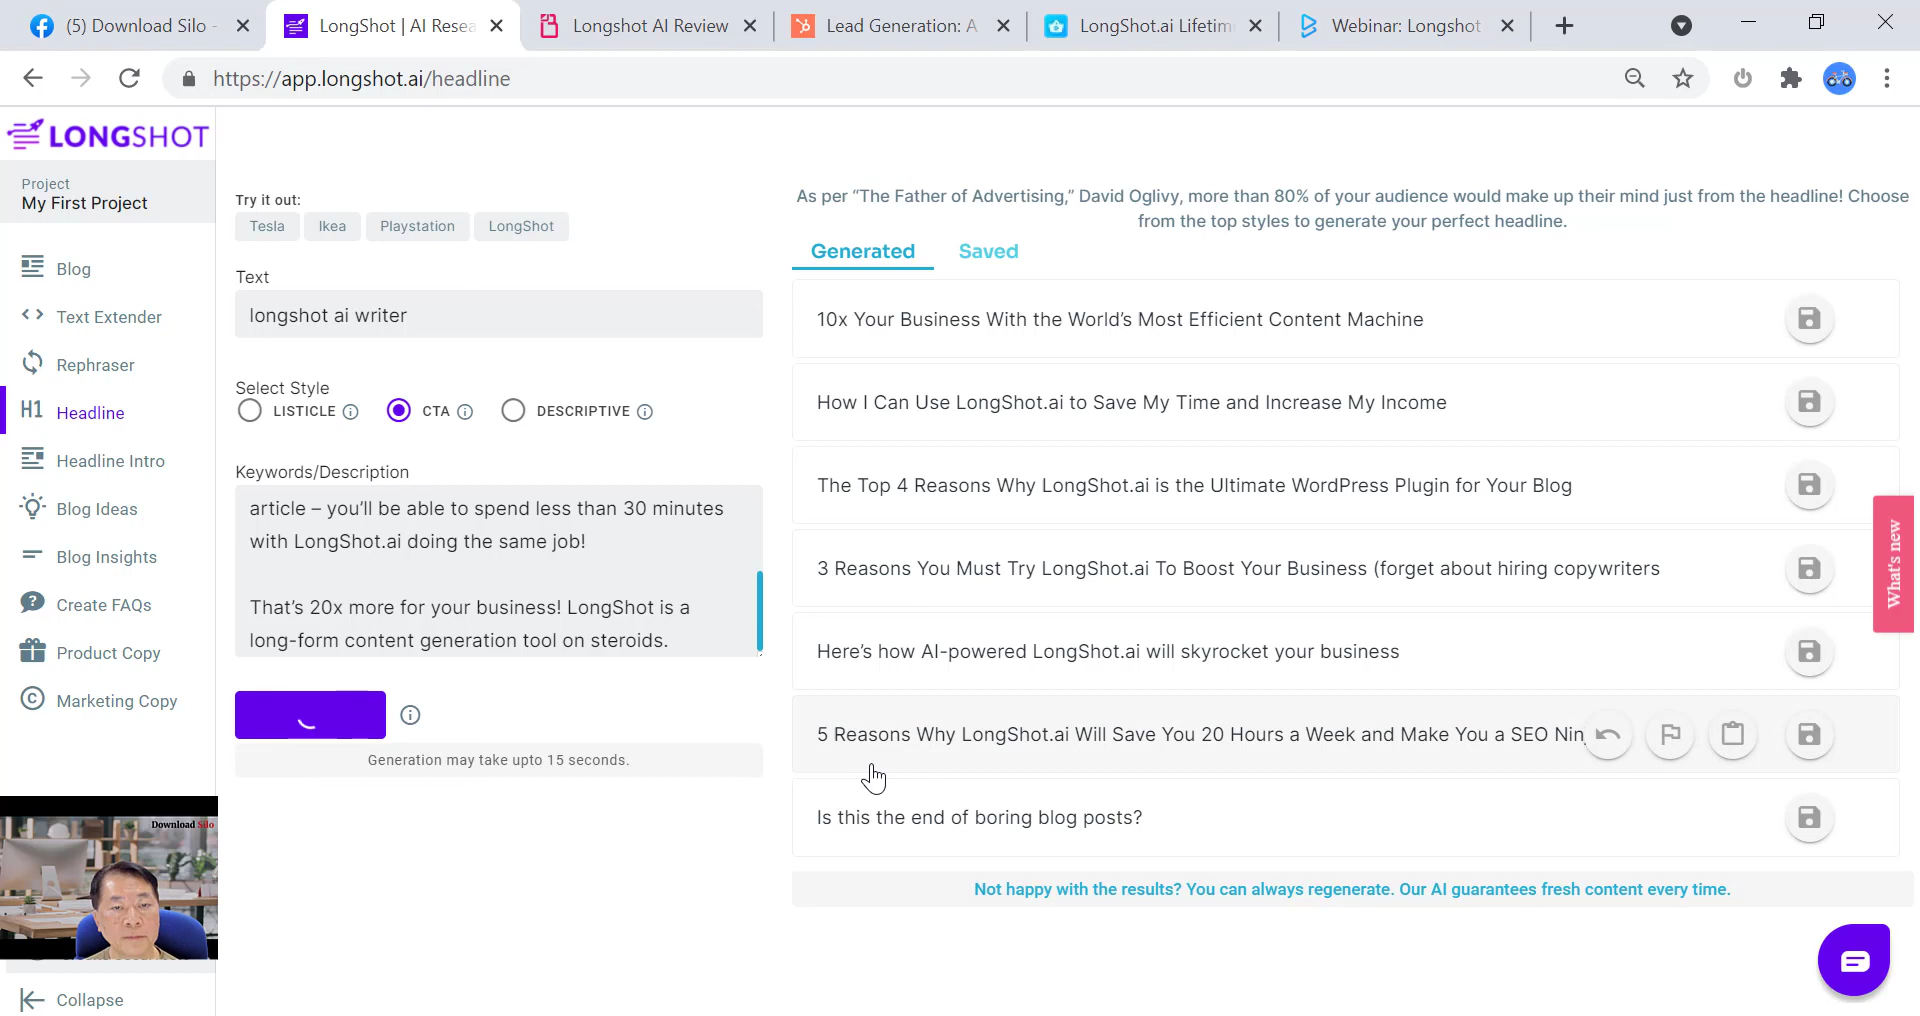 (5) Download Silo -
LongShot | AI Resea
Longshot AI Review
Lead Generation: A
LongShot.ai Lifetim
Webinar: Longshot
https://app.longshot.ai/headline
LONGSHOT
Project
My First Project
Blog
Text Extender
Rephraser
H1 Headline
Headline Intro
Blog Ideas
Blog Insights
Create FAQs
Product Copy
Marketing Copy
Download Silo
Collapse
Try it out:
Tesla Ikea Playstation LongShot
Text
longshot ai writer
Select Style
LISTICLE CTA DESCRIPTIVE
Keywords/Description
article – you'll be able to spend less than 30 minutes
with LongShot.ai doing the same job!
That's 20x more for your business! LongShot is a
long-form content generation tool on steroids.
Generation may take upto 15 seconds.
As per “The Father of Advertising,” David Oglivy, more than 80% of your audience would make up their mind just from the headline! Choose
from the top styles to generate your perfect headline.
Generated Saved
10x Your Business With the World's Most Efficient Content Machine
How I Can Use LongShot.ai to Save My Time and Increase My Income
The Top 4 Reasons Why LongShot.ai is the Ultimate WordPress Plugin for Your Blog
3 Reasons You Must Try LongShot.ai To Boost Your Business (forget about hiring copywriters
Here's how AI-powered LongShot.ai will skyrocket your business
5 Reasons Why LongShot.ai Will Save You 20 Hours a Week and Make You a SEO Nin
Is this the end of boring blog posts?
Not happy with the results? You can always regenerate. Our AI guarantees fresh content every time.
What's new